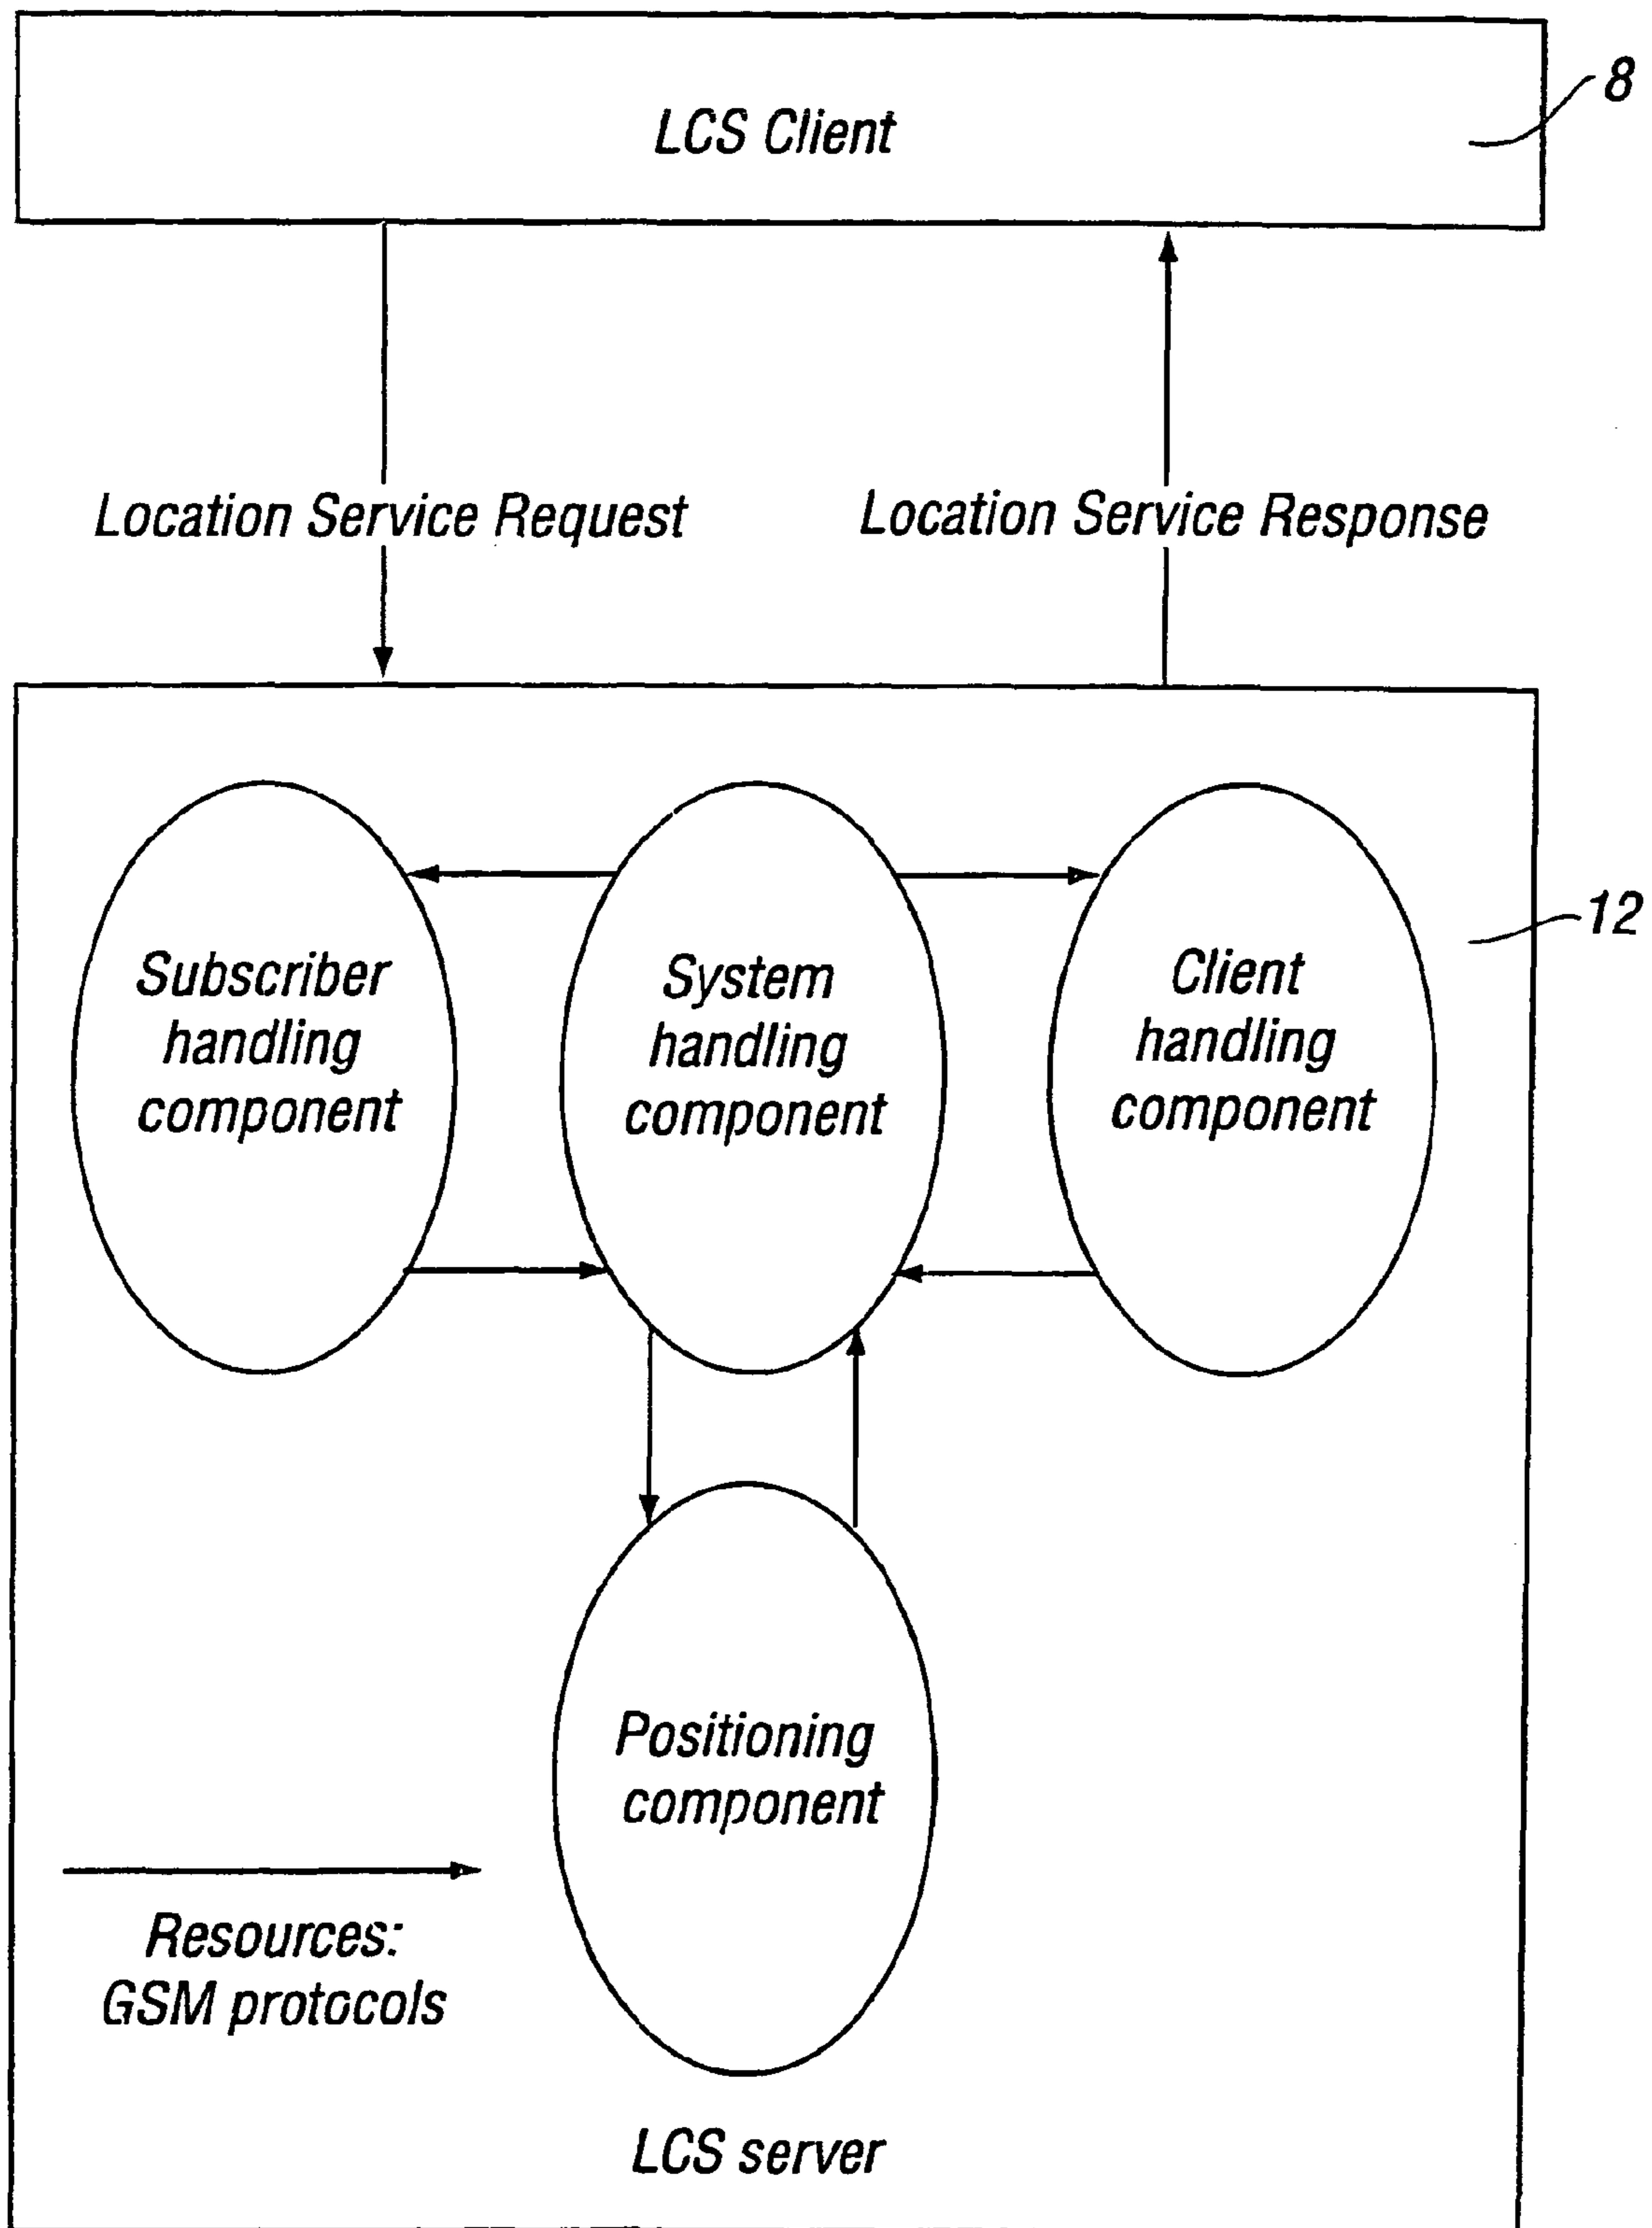 8
LCS Client
Location Service Request
Location Service Response
12
Subscriber
handling
component
System
handling
component
Client
handling
component
Positioning
component
Resources:
GSM protocols
LCS server